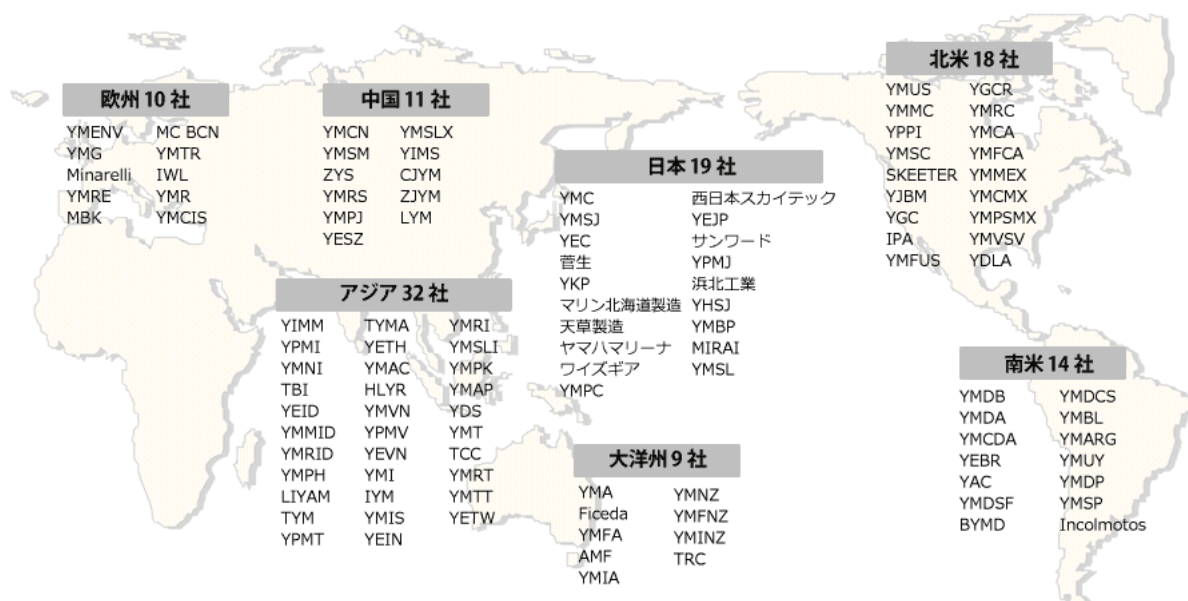 欧州 10 社
YMENV MC BCN
YMG YMTR
Minarelli IWL
YMRE YMR
MBK YMCIS
中国 11 社
YMCN YMSLX
YMSM YIMS
ZYS CJYM
YMRS ZJYM
YMPJ LYM
YESZ
日本 19 社
YMC 西日本スカイテック
YMSJ YEJP
YEC サンワード
菅生 YPMJ
YKP 浜北工業
マリン北海道製造 YHSJ
天草製造 YMBP
ヤマハマリーナ MIRAI
ワイズギア YMSL
YMPC
北米 18 社
YMUS YGCR
YMMC YMRC
YPPI YMCA
YMSC YMFCA
SKEETER YMMEX
YJBM YMCMX
YGC YMPSMX
IPA YMVSV
YMFUS YDLA
アジア 32 社
YIMM TYMA YMRI
YPMI YETH YMSLI
YMNI YMAC YMPK
TBI HLYR YMAP
YEID YMVN YDS
YMMID YPMV YMT
YMRID YEVN TCC
YMPH YMI YMRT
LIYAM IYM YMTT
TYM YMIS YETW
YPMT YEIN
大洋州 9 社
YMA YMNZ
Ficeda YMFNZ
YMFA YMINZ
AMF TRC
YMIA
南米 14 社
YMDB YMDCS
YMDA YMBL
YMCDA YMARG
YEBR YMUY
YAC YMDP
YMDSF YMSP
BYMD Incolmotos